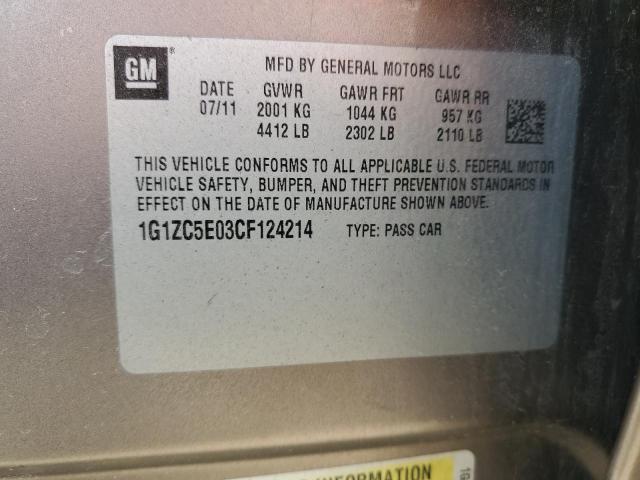 GM
MFD BY GENERAL MOTORS LLC
DATE GVWR GAWR FRT GAWR RR
07/11 2001 KG 1044 KG 957 KG
4412 LB 2302 LB 2110 LB
THIS VEHICLE CONFORMS TO ALL APPLICABLE U.S. FEDERAL MOTOR
VEHICLE SAFETY, BUMPER, AND THEFT PREVENTION STANDARDS IN
EFFECT ON THE DATE OF MANUFACTURE SHOWN ABOVE.
1G1ZC5E03CF124214 TYPE: PASS CAR
INFORMATION